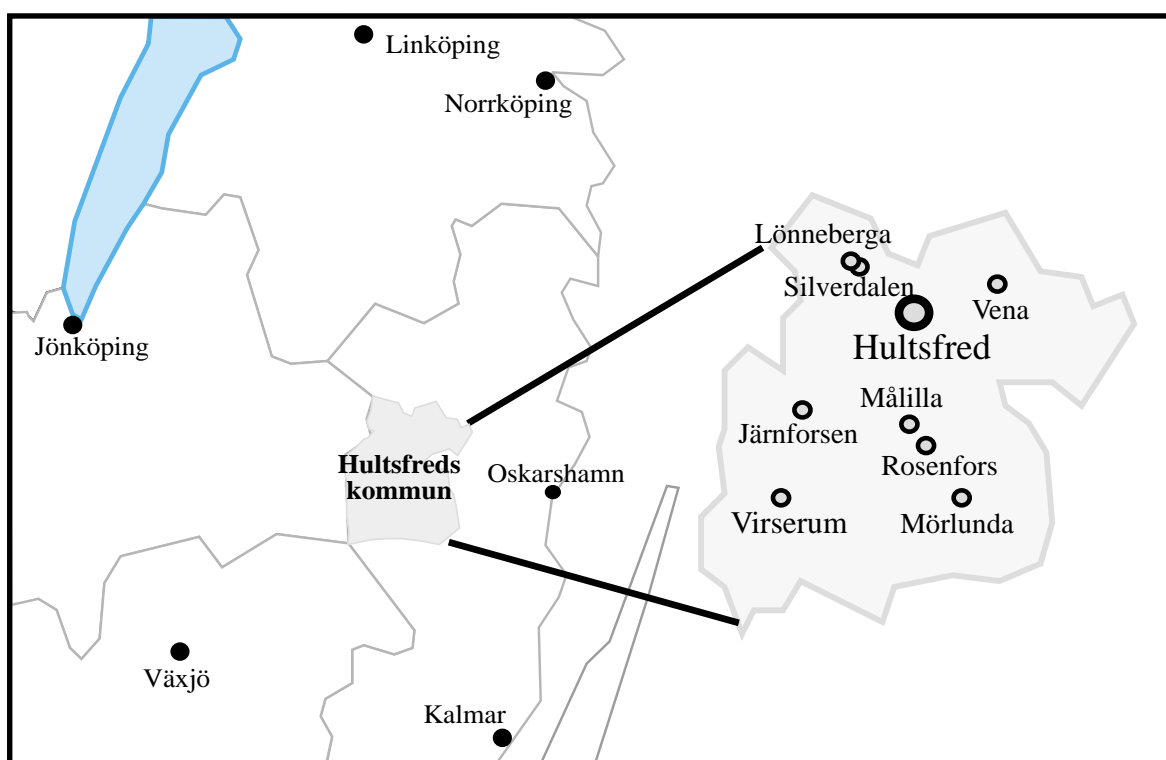 Linköping
Norrköping
Lönneberga
Silverdalen
Vena
Jönköping
Hultsfred
Målilla
Järnforsen
Rosenfors
Hultsfreds
kommun
Oskarshamn
Virserum
Mörlunda
Växjö
Kalmar